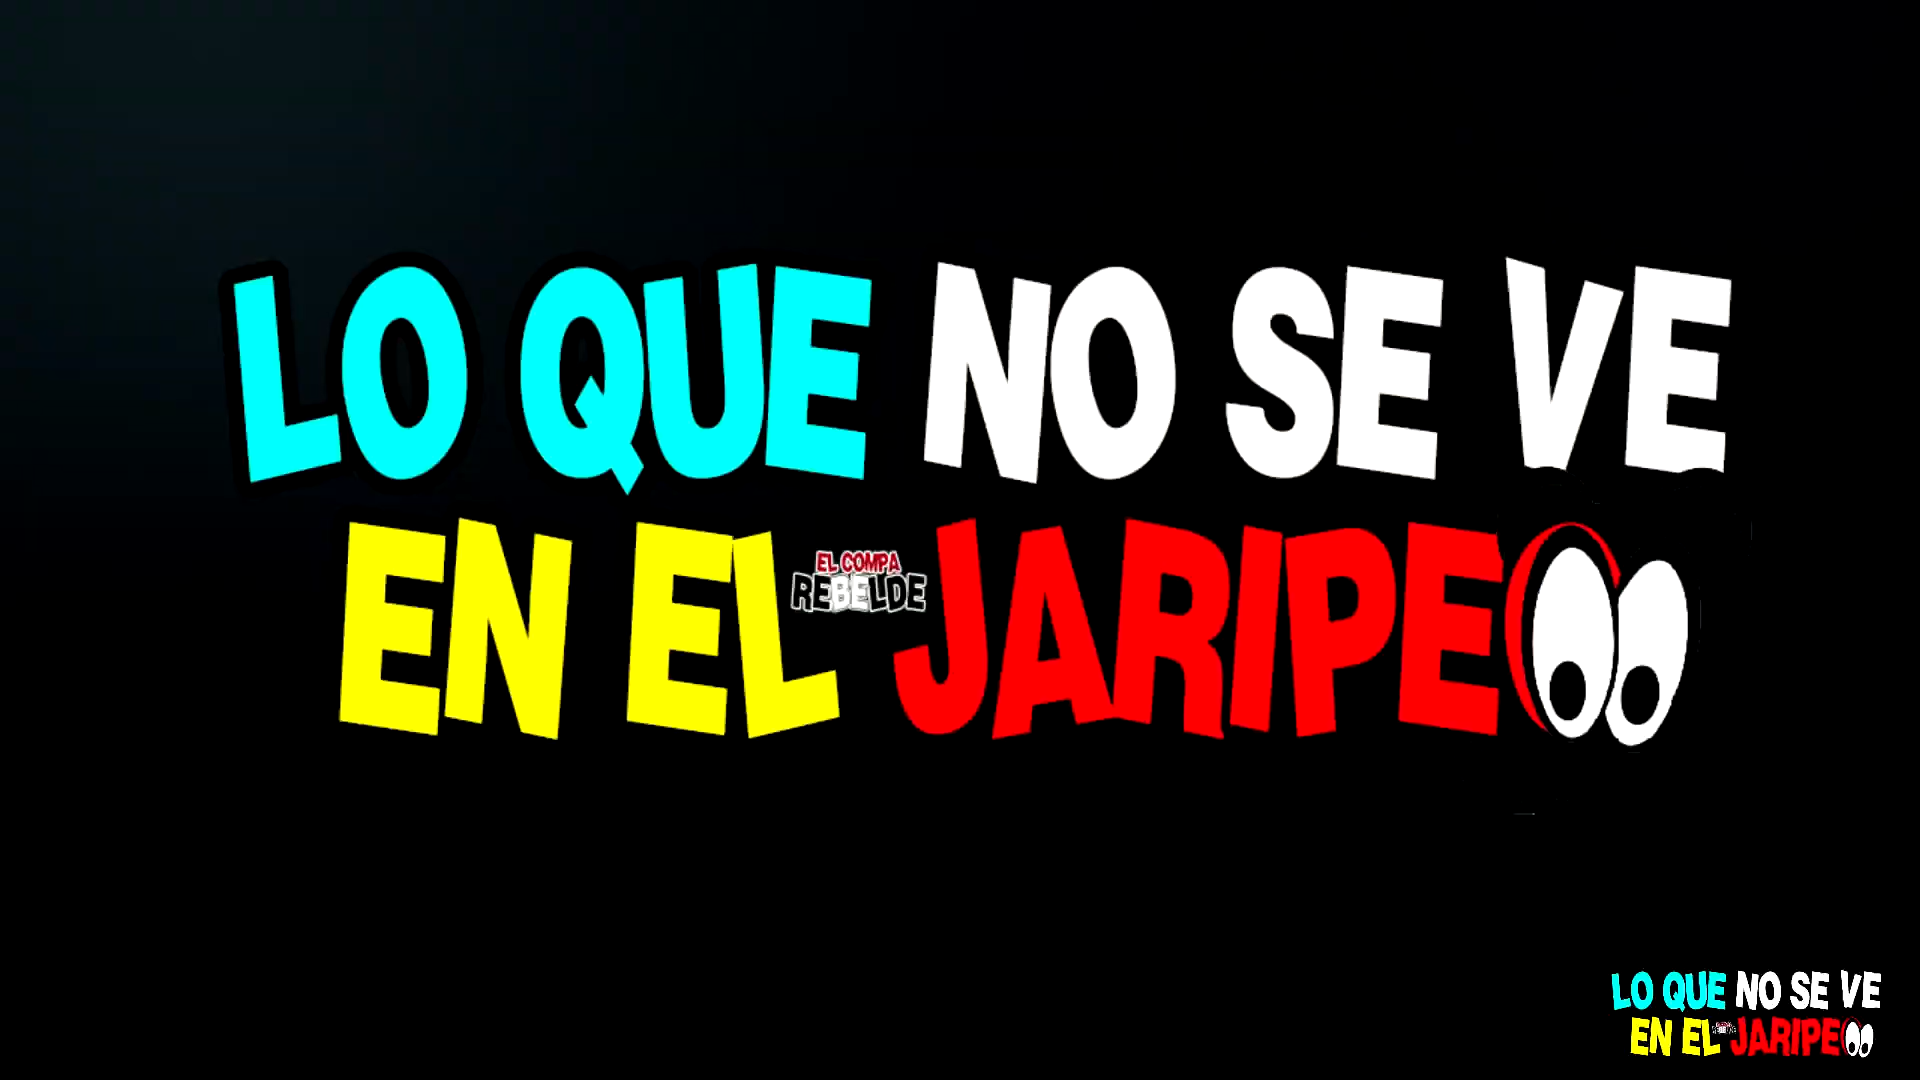 LO QUE NO SE VE
EN EL JARIPEO
EL COMPA
REBELDE
LO QUE NO SE VE
EN EL JARIPEO